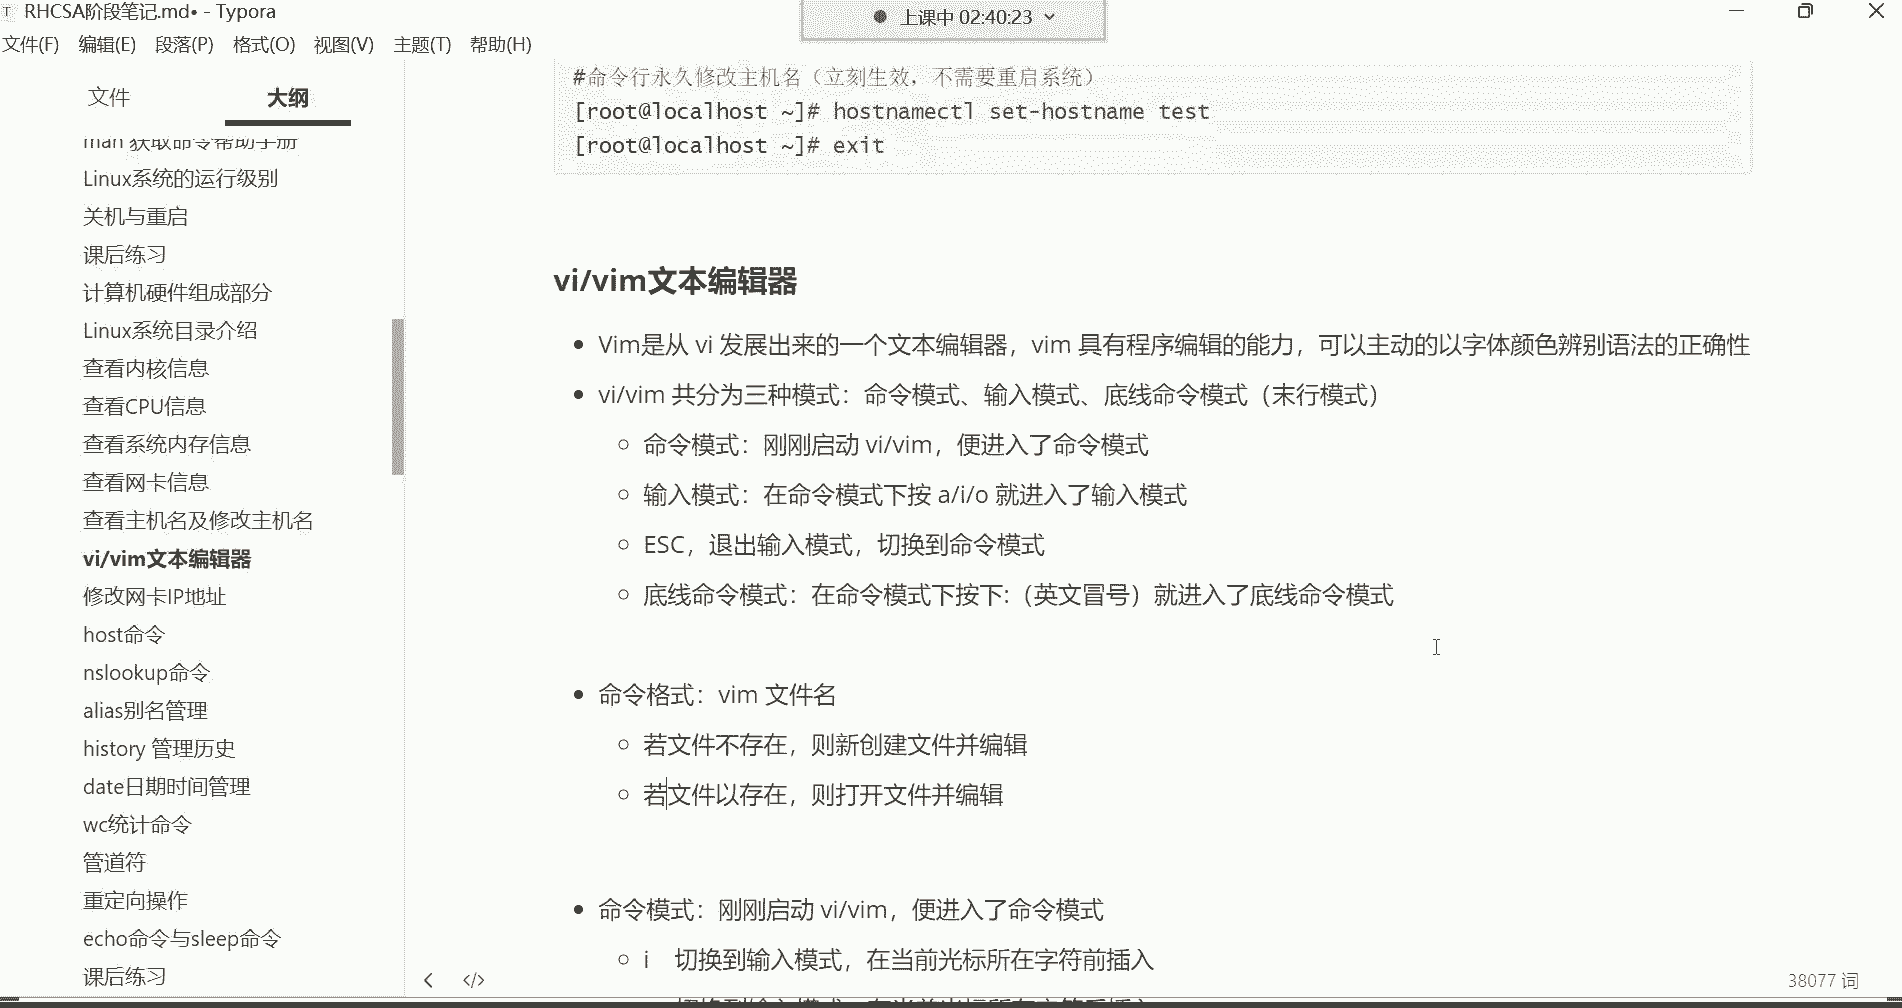 RHCSA阶段笔记.md• - Typora
上课中 02:40:23
文件(F) 编辑(E) 段落(P) 格式(O) 视图(V) 主题(T) 帮助(H)
文件 大纲
man 获取命令帮助手册
Linux系统的运行级别
关机与重启
课后练习
计算机硬件组成部分
Linux系统目录介绍
查看内核信息
查看CPU信息
查看系统内存信息
查看网卡信息
查看主机名及修改主机名
vi/vim文本编辑器
修改网卡IP地址
host命令
nslookup命令
alias别名管理
history 管理历史
date日期时间管理
wc统计命令
管道符
重定向操作
echo命令与sleep命令
课后练习
#命令行永久修改主机名（立刻生效，不需要重启系统）
[root@localhost ~]# hostnamectl set-hostname test
[root@localhost ~]# exit
vi/vim文本编辑器
Vim是从 vi 发展出来的一个文本编辑器，vim 具有程序编辑的能力，可以主动的以字体颜色辨别语法的正确性
vi/vim 共分为三种模式：命令模式、输入模式、底线命令模式（末行模式）
命令模式：刚刚启动 vi/vim，便进入了命令模式
输入模式：在命令模式下按 a/i/o 就进入了输入模式
ESC，退出输入模式，切换到命令模式
底线命令模式：在命令模式下按下:（英文冒号）就进入了底线命令模式
命令格式：vim 文件名
若文件不存在，则新创建文件并编辑
若文件以存在，则打开文件并编辑
命令模式：刚刚启动 vi/vim，便进入了命令模式
i 切换到输入模式，在当前光标所在字符前插入
38077 词